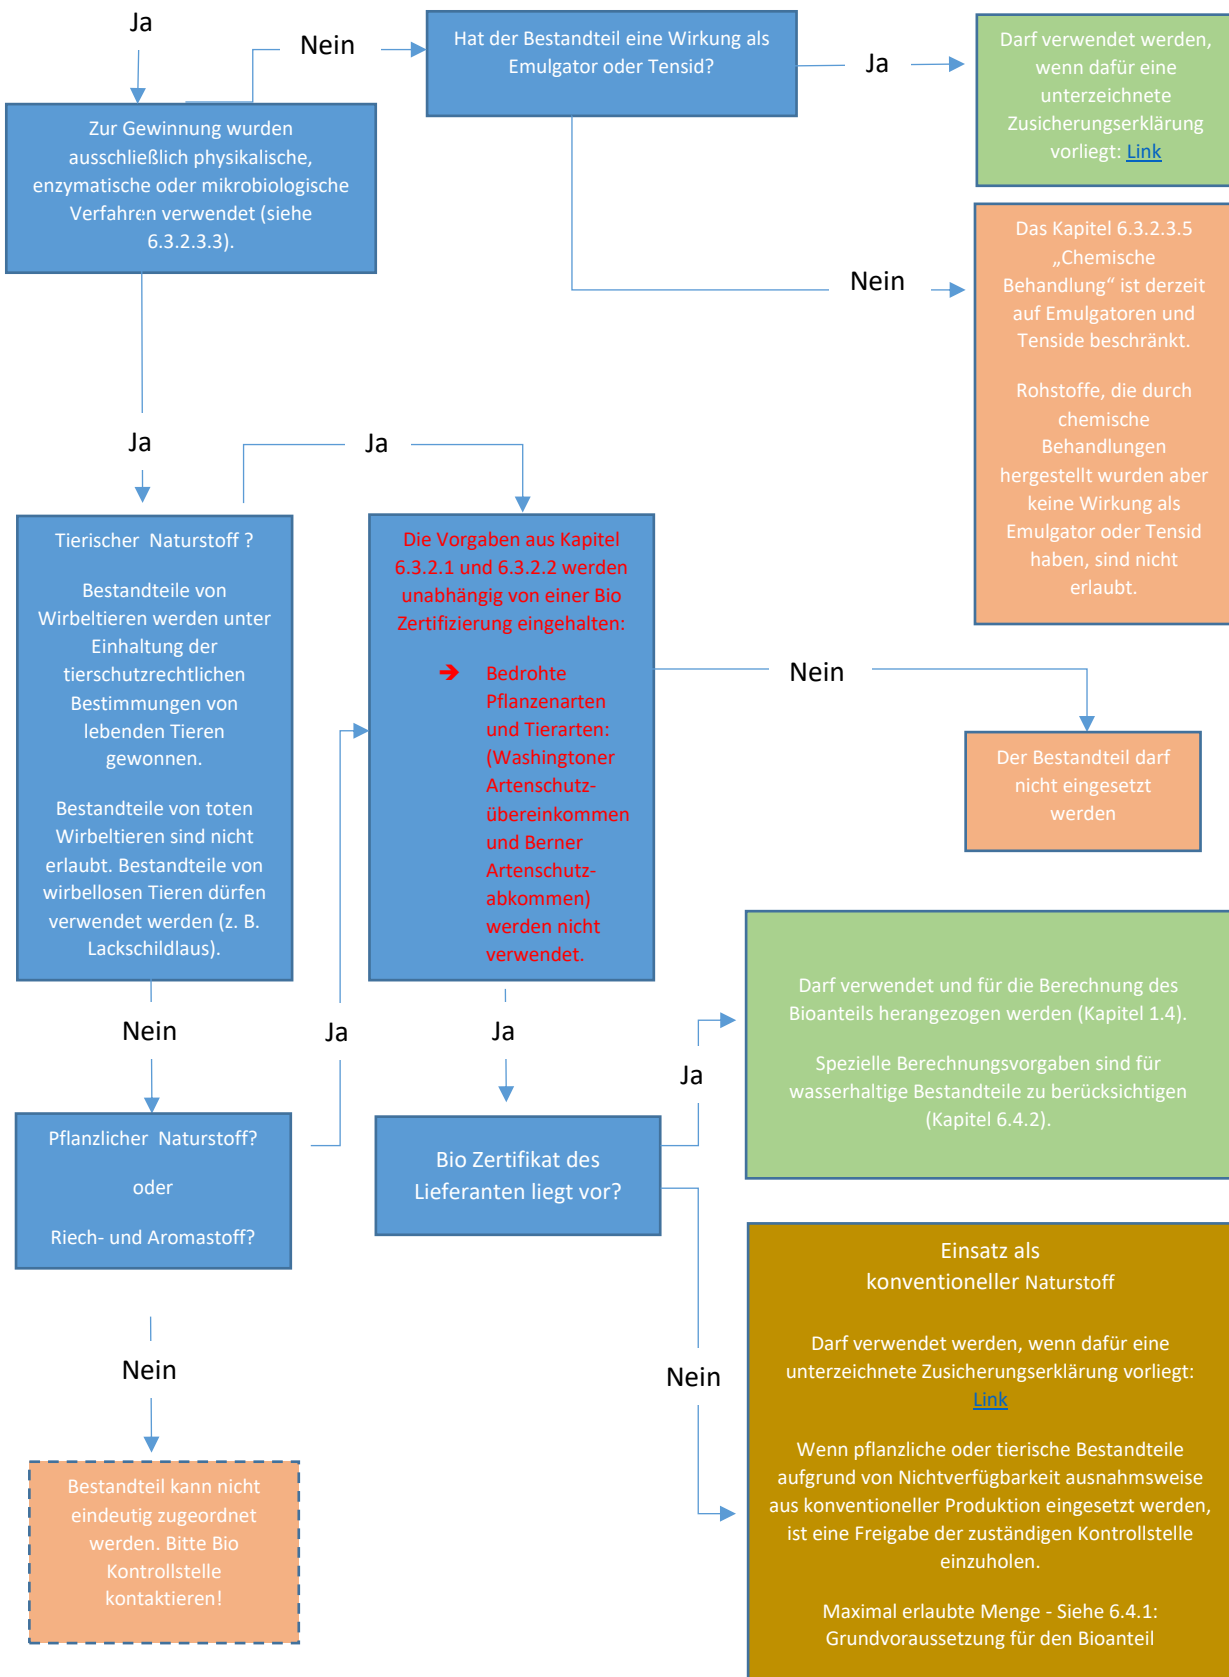 Ja
Nein
Hat der Bestandteil eine Wirkung als
Emulgator oder Tensid?
Ja
Darf verwendet werden,
wenn dafür eine
unterzeichnete
Zusicherungserklärung
vorliegt: Link
Zur Gewinnung wurden
ausschließlich physikalische,
enzymatische oder mikrobiologische
Verfahren verwendet (siehe
6.3.2.3.3).
Nein
Das Kapitel 6.3.2.3.5
„Chemische
Behandlung“ ist derzeit
auf Emulgatoren und
Tenside beschränkt.
Rohstoffe, die durch
chemische
Behandlungen
hergestellt wurden aber
keine Wirkung als
Emulgator oder Tensid
haben, sind nicht
erlaubt.
Ja
Ja
Tierischer Naturstoff ?
Bestandteile von
Wirbeltieren werden unter
Einhaltung der
tierschutzrechtlichen
Bestimmungen von
lebenden Tieren
gewonnen.
Bestandteile von toten
Wirbeltieren sind nicht
erlaubt. Bestandteile von
wirbellosen Tieren dürfen
verwendet werden (z. B.
Lackschildlaus).
Die Vorgaben aus Kapitel
6.3.2.1 und 6.3.2.2 werden
unabhängig von einer Bio
Zertifizierung eingehalten:
➔ Bedrohte
Pflanzenarten
und Tierarten:
(Washingtoner
Artenschutz-
übereinkommen
und Berner
Artenschutz-
abkommen)
werden nicht
verwendet.
Nein
Der Bestandteil darf
nicht eingesetzt
werden
Nein
Ja
Ja
Ja
Darf verwendet und für die Berechnung des
Bioanteils herangezogen werden (Kapitel 1.4).
Spezielle Berechnungsvorgaben sind für
wasserhaltige Bestandteile zu berücksichtigen
(Kapitel 6.4.2).
Pflanzlicher Naturstoff?
oder
Riech- und Aromastoff?
Bio Zertifikat des
Lieferanten liegt vor?
Nein
Nein
Einsatz als
konventioneller Naturstoff
Darf verwendet werden, wenn dafür eine
unterzeichnete Zusicherungserklärung vorliegt:
Link
Wenn pflanzliche oder tierische Bestandteile
aufgrund von Nichtverfügbarkeit ausnahmsweise
aus konventioneller Produktion eingesetzt werden,
ist eine Freigabe der zuständigen Kontrollstelle
einzuholen.
Maximal erlaubte Menge - Siehe 6.4.1:
Grundvoraussetzung für den Bioanteil
Bestandteil kann nicht
eindeutig zugeordnet
werden. Bitte Bio
Kontrollstelle
kontaktieren!